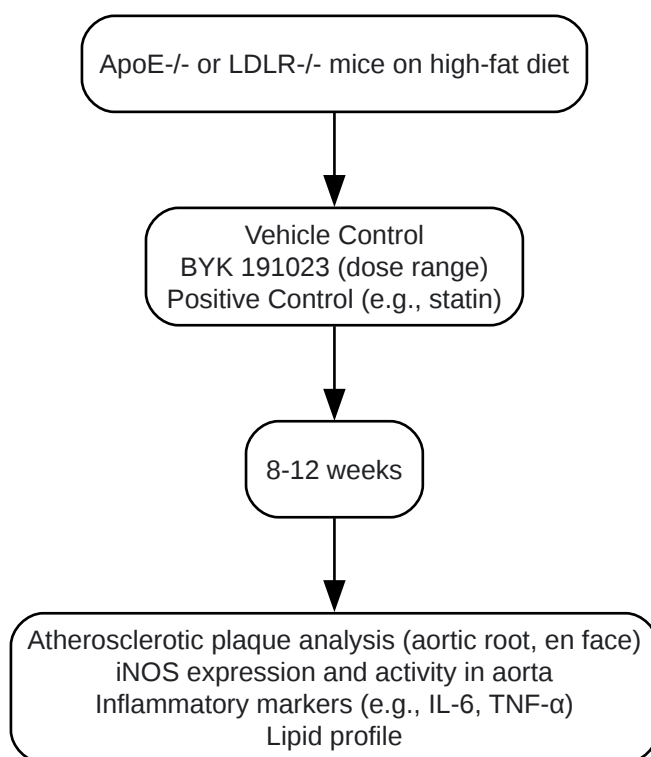 ApoE-/- or LDLR-/- mice on high-fat diet
Vehicle Control
BYK 191023 (dose range)
Positive Control (e.g., statin)
8-12 weeks
Atherosclerotic plaque analysis (aortic root, en face)
iNOS expression and activity in aorta
Inflammatory markers (e.g., IL-6, TNF-α)
Lipid profile